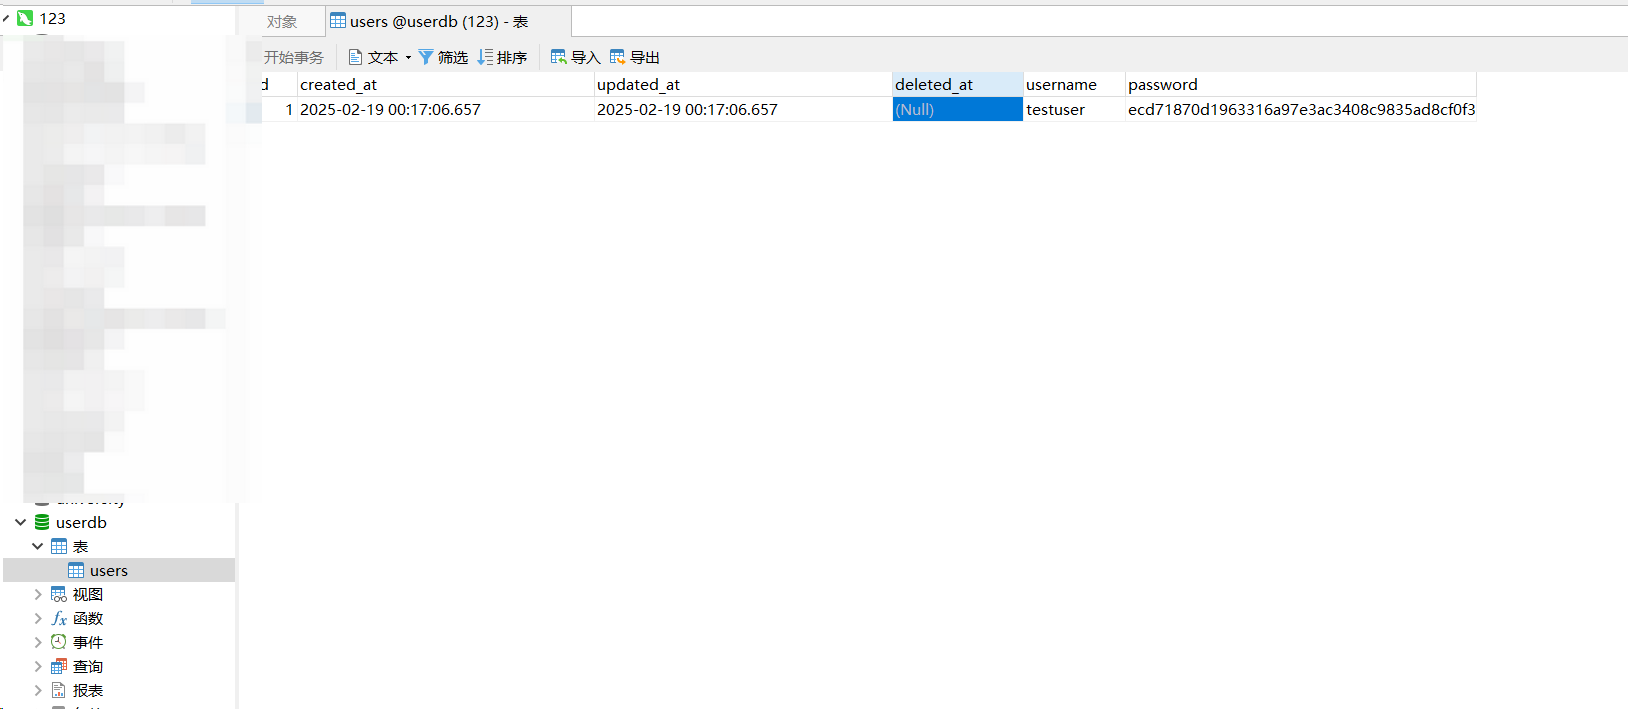 123
对象
users @userdb (123) - 表
开始事务
文本
筛选
排序
导入
导出
created_at
updated_at
deleted_at
username
password
1
2025-02-19 00:17:06.657
2025-02-19 00:17:06.657
(Null)
testuser
ecd71870d1963316a97e3ac3408c9835ad8cf0f3
userdb
表
users
视图
函数
事件
查询
报表